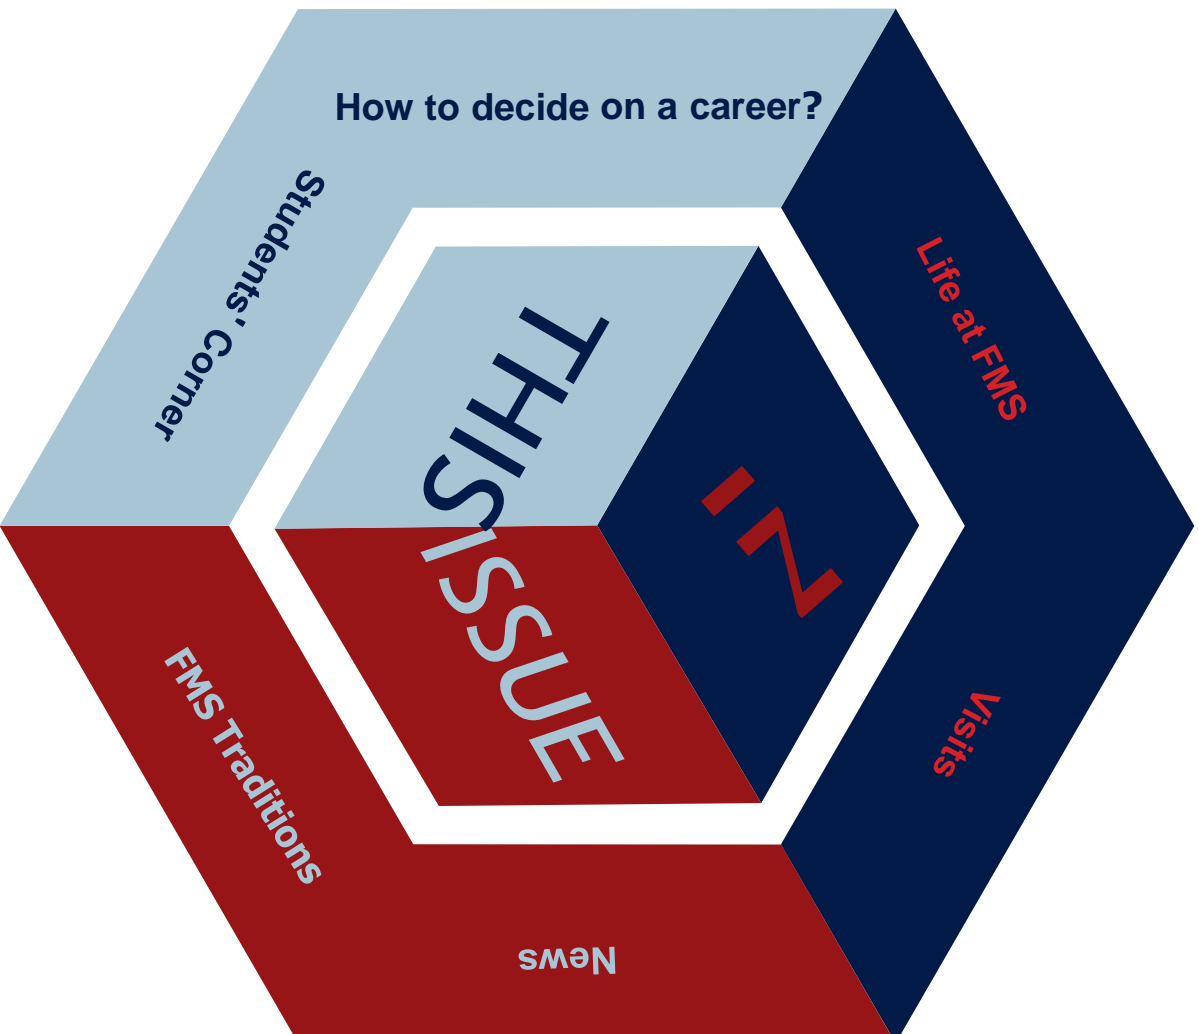 How to decide on a career?
Life at FMS
Visits
News
FMS Traditions
Students' Corner
IN
THIS
ISSUE